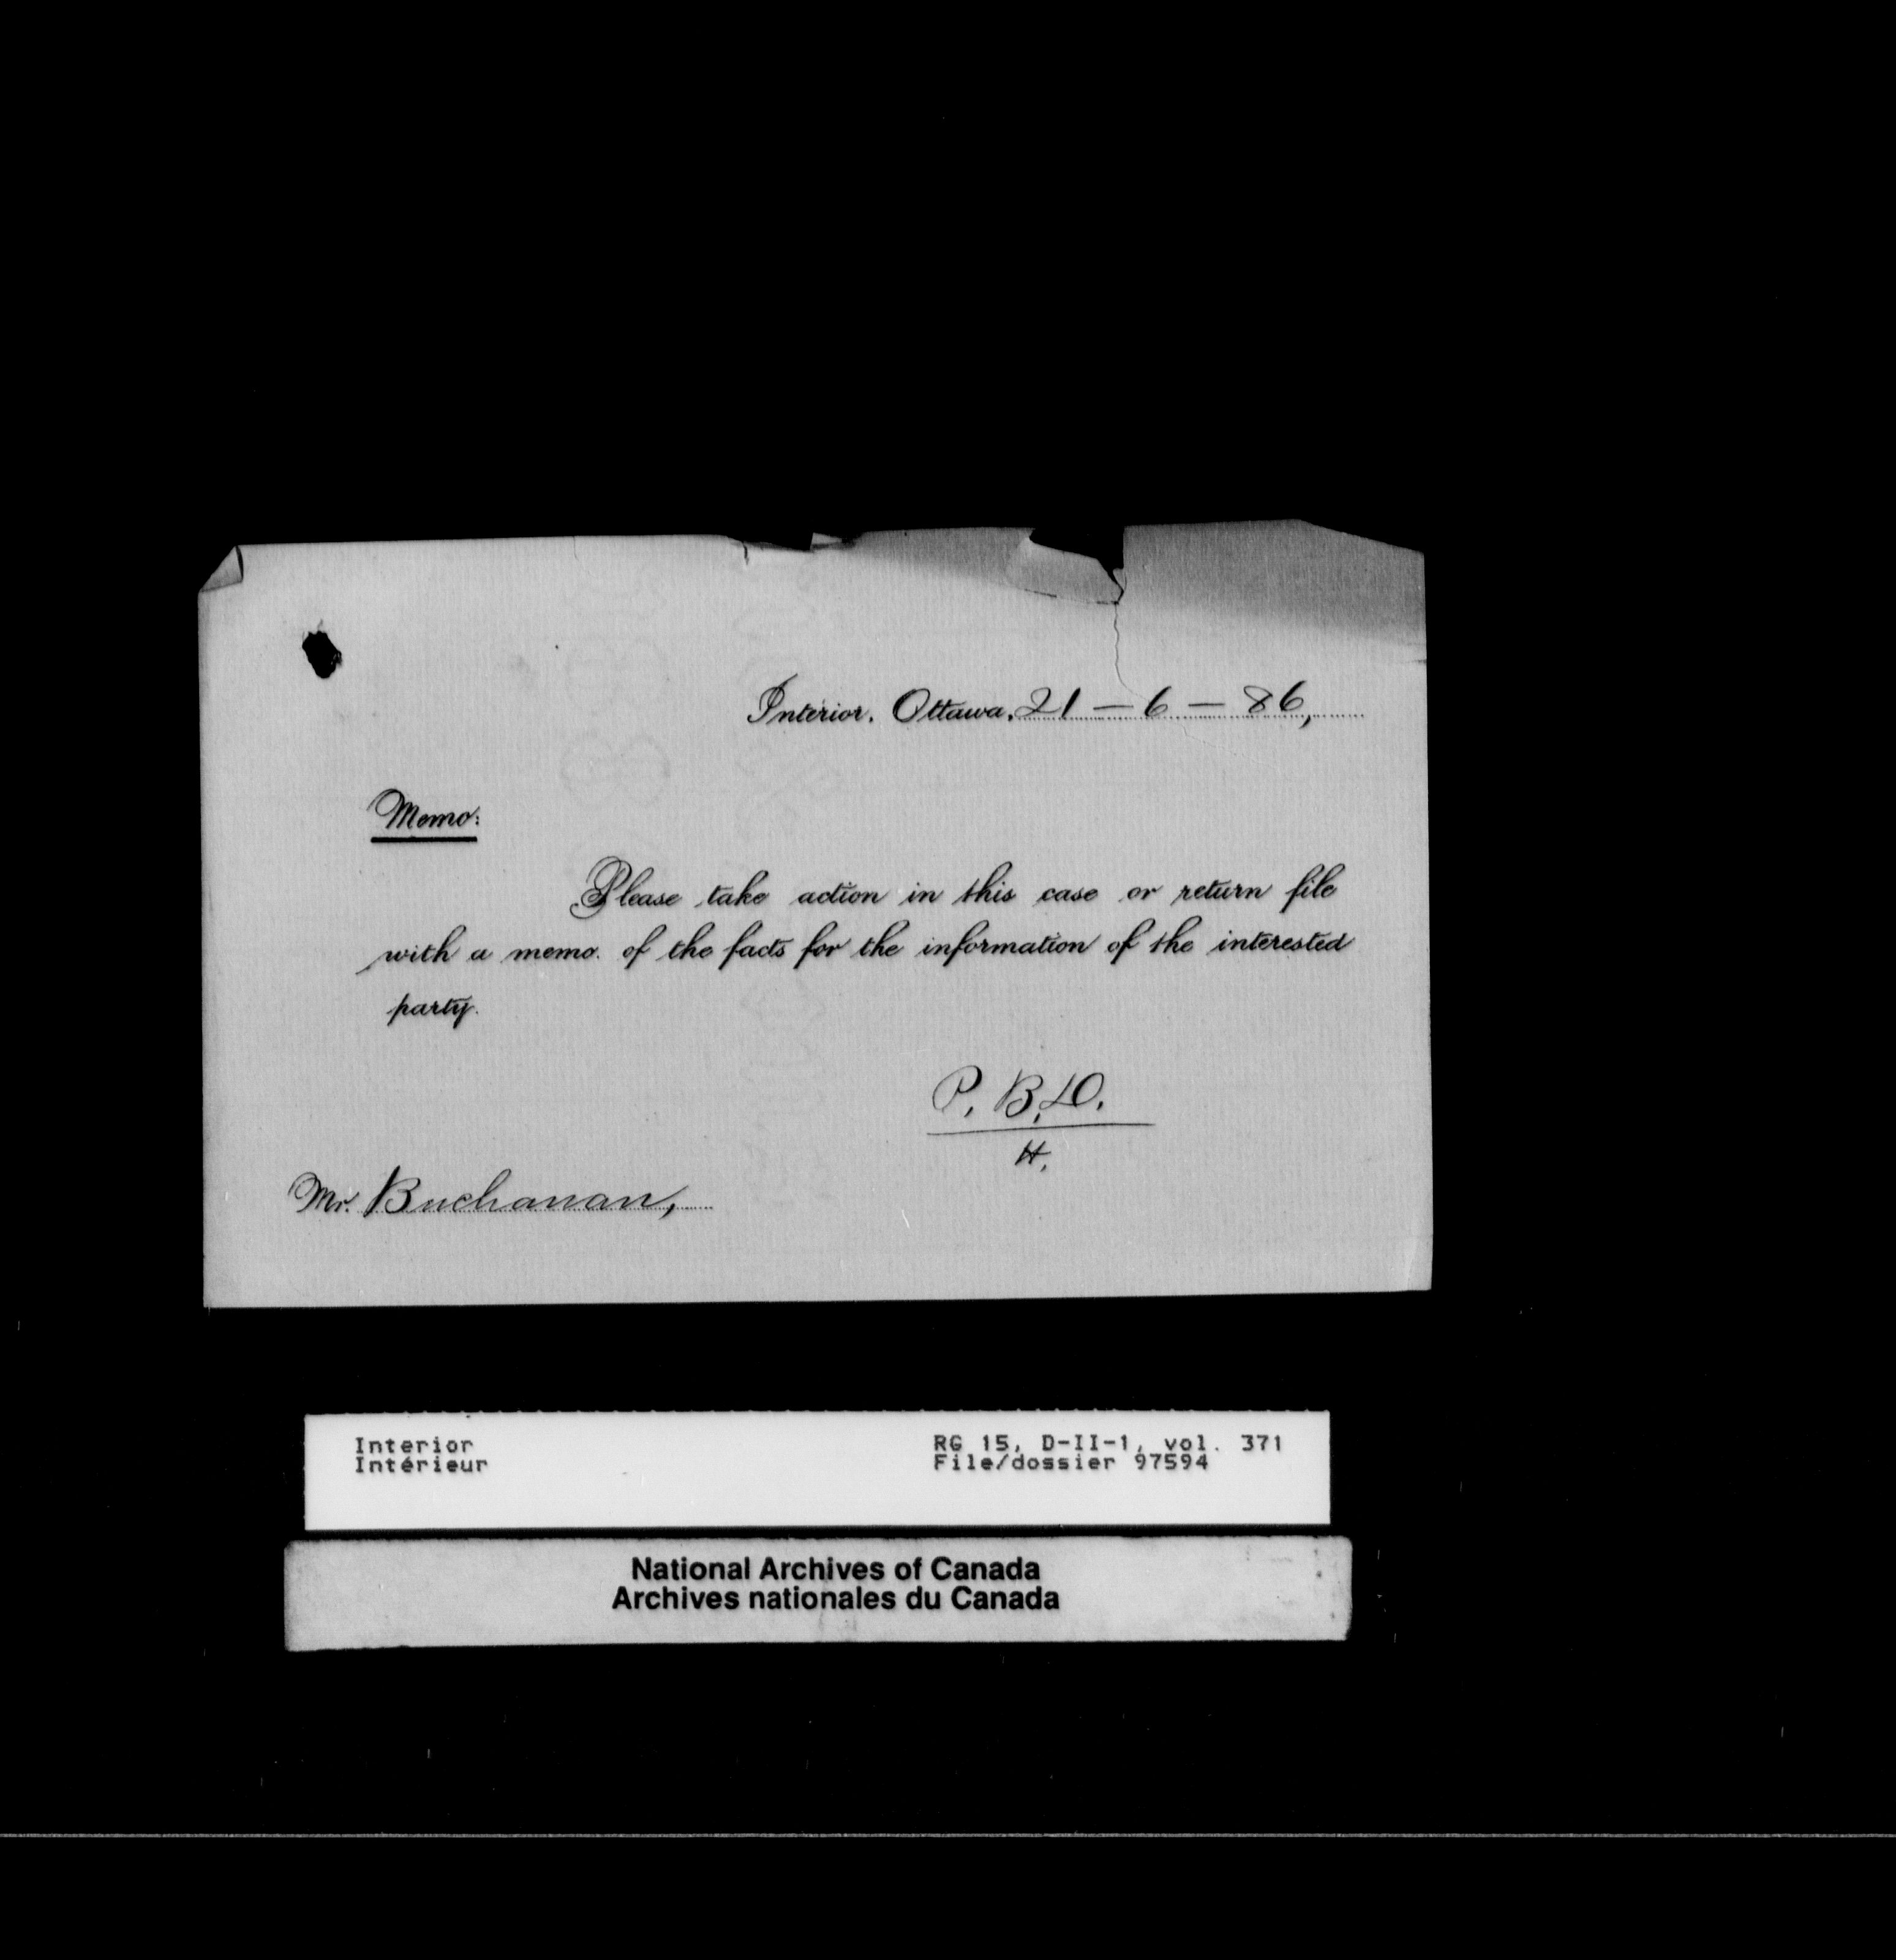 Interior. Ottawa, 21 — 6 — 86,
Memo:
Please take action in this case or return file
with a memo. of the facts for the information of the interested
party.
P. B. D.
H.
Mr. Buchanan,
Interior
Intérieur
RG 15, D-II-1, vol. 371
File/dossier 97594
National Archives of Canada
Archives nationales du Canada